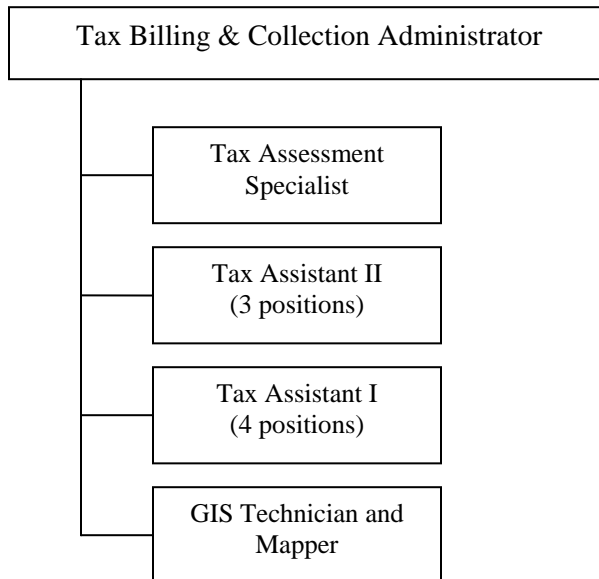 Tax Billing & Collection Administrator
Tax Assessment
Specialist
Tax Assistant II
(3 positions)
Tax Assistant I
(4 positions)
GIS Technician and
Mapper